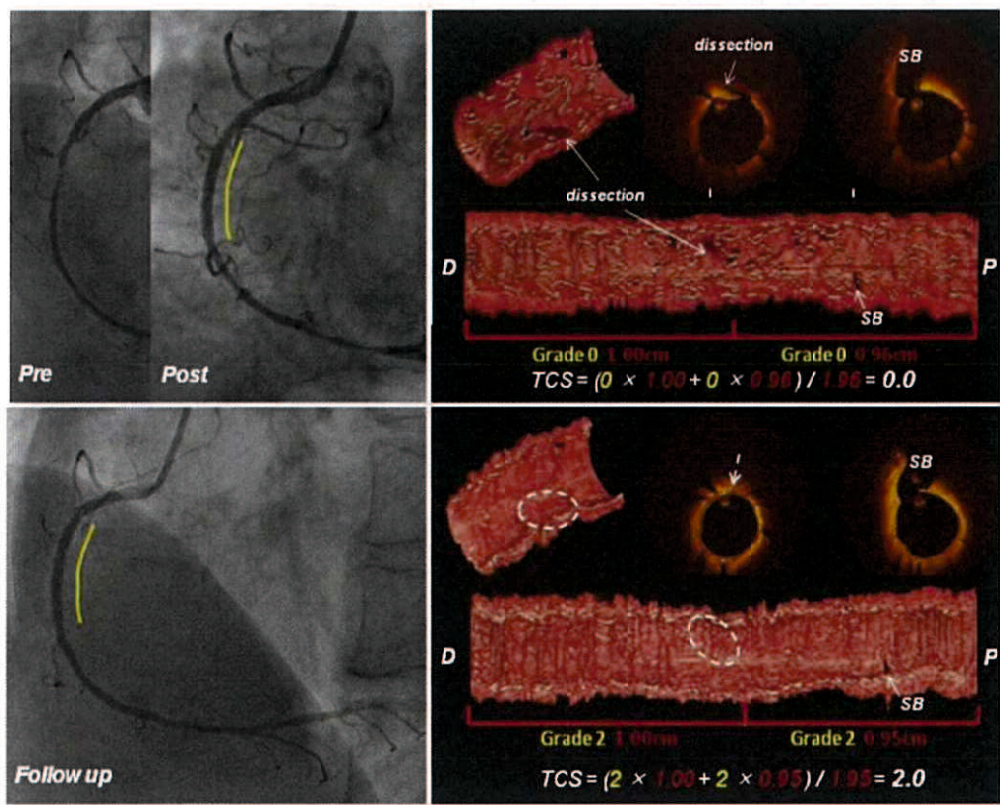 Pre
Post
dissection
SB
dissection
D
P
SB
Grade 0 1.00cm
Grade 0 0.96cm
TCS = (0 × 1.00 + 0 × 0.96) / 1.96 = 0.0
Follow up
SB
D
P
SB
Grade 2 1.00cm
Grade 2 0.95cm
TCS = (2 × 1.00 + 2 × 0.95) / 1.95 = 2.0